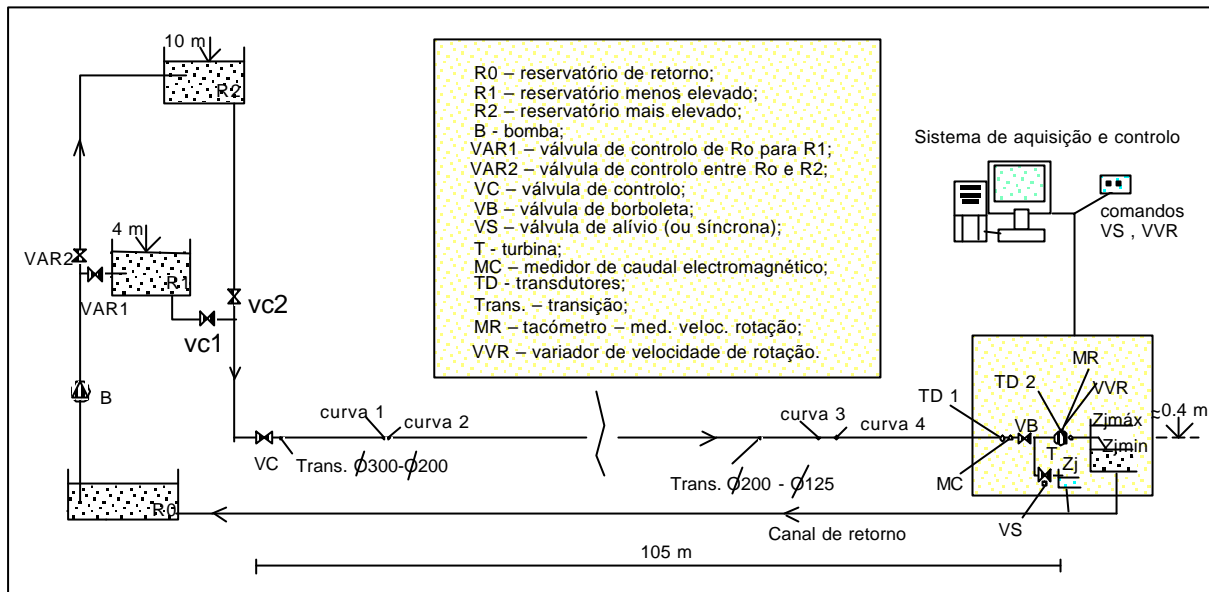 10 m
R2
R0 – reservatório de retorno;
R1 – reservatório menos elevado;
R2 – reservatório mais elevado;
B - bomba;
VAR1 – válvula de controlo de Ro para R1;
VAR2 – válvula de controlo entre Ro e R2;
VC – válvula de controlo;
VB – válvula de borboleta;
VS – válvula de alívio (ou síncrona);
T - turbina;
MC – medidor de caudal electromagnético;
TD - transdutores;
Trans. – transição;
MR – tacómetro – med. veloc. rotação;
VVR – variador de velocidade de rotação.
Sistema de aquisição e controlo
comandos
VS , VVR
4 m
VAR2
R1
VAR1
vc2
vc1
B
MR
TD 2
VVR
TD 1
Zjmáx
≈0.4 m
curva 1
curva 2
curva 3
curva 4
VB
Zjmin
VC
Trans. Ø300-Ø200
Trans. Ø200 - Ø125
T
Zj
MC
R0
VS
Canal de retorno
105 m